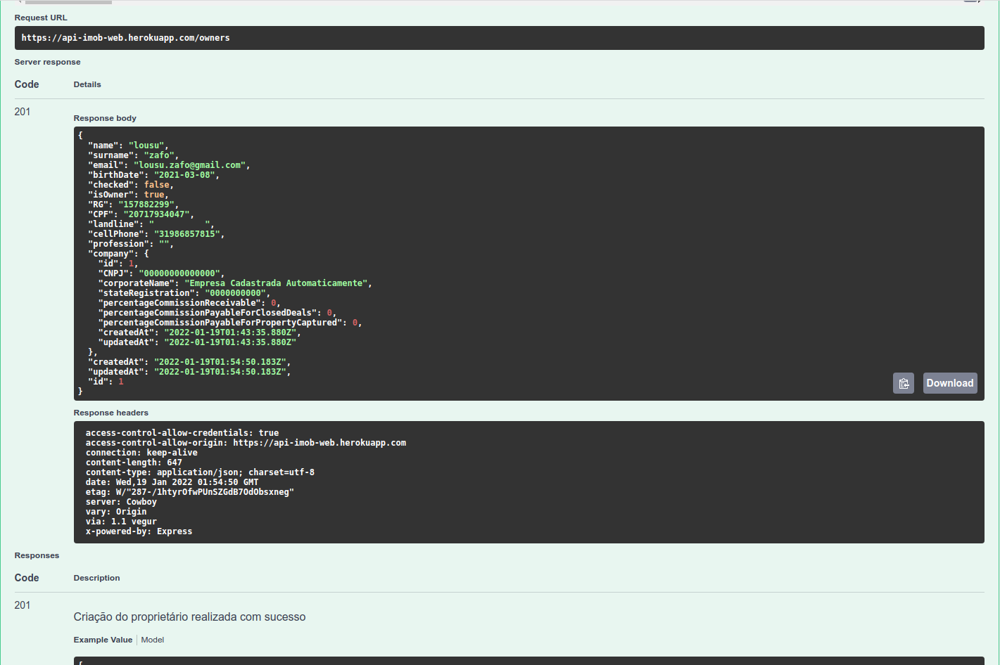 Request URL
https://api-imob-web.herokuapp.com/owners
Server response
Code Details
201
Response body
{
"name": "lousu",
"surname": "zafo",
"email": "lousu.zafo@gmail.com",
"birthDate": "2021-03-08",
"checked": false,
"isOwner": true,
"RG": "157882299",
"CPF": "20717934047",
"landline": "          ",
"cellPhone": "31986857815",
"profession": "",
"company": {
"id": 1,
"CNPJ": "00000000000000",
"corporateName": "Empresa Cadastrada Automaticamente",
"stateRegistration": "0000000000",
"percentageCommissionReceivable": 0,
"percentageCommissionPayableForClosedDeals": 0,
"percentageCommissionPayableForPropertyCaptured": 0,
"createdAt": "2022-01-19T01:43:35.880Z",
"updatedAt": "2022-01-19T01:43:35.880Z"
},
"createdAt": "2022-01-19T01:54:50.183Z",
"updatedAt": "2022-01-19T01:54:50.183Z",
"id": 1
}
Download
Response headers
access-control-allow-credentials: true
access-control-allow-origin: https://api-imob-web.herokuapp.com
connection: keep-alive
content-length: 647
content-type: application/json; charset=utf-8
date: Wed,19 Jan 2022 01:54:50 GMT
etag: W/"287-/1htyrOfwPUnSZGdB7OdObsxneg"
server: Cowboy
vary: Origin
via: 1.1 vegur
x-powered-by: Express
Responses
Code Description
201
Criação do proprietário realizada com sucesso
Example Value Model
{